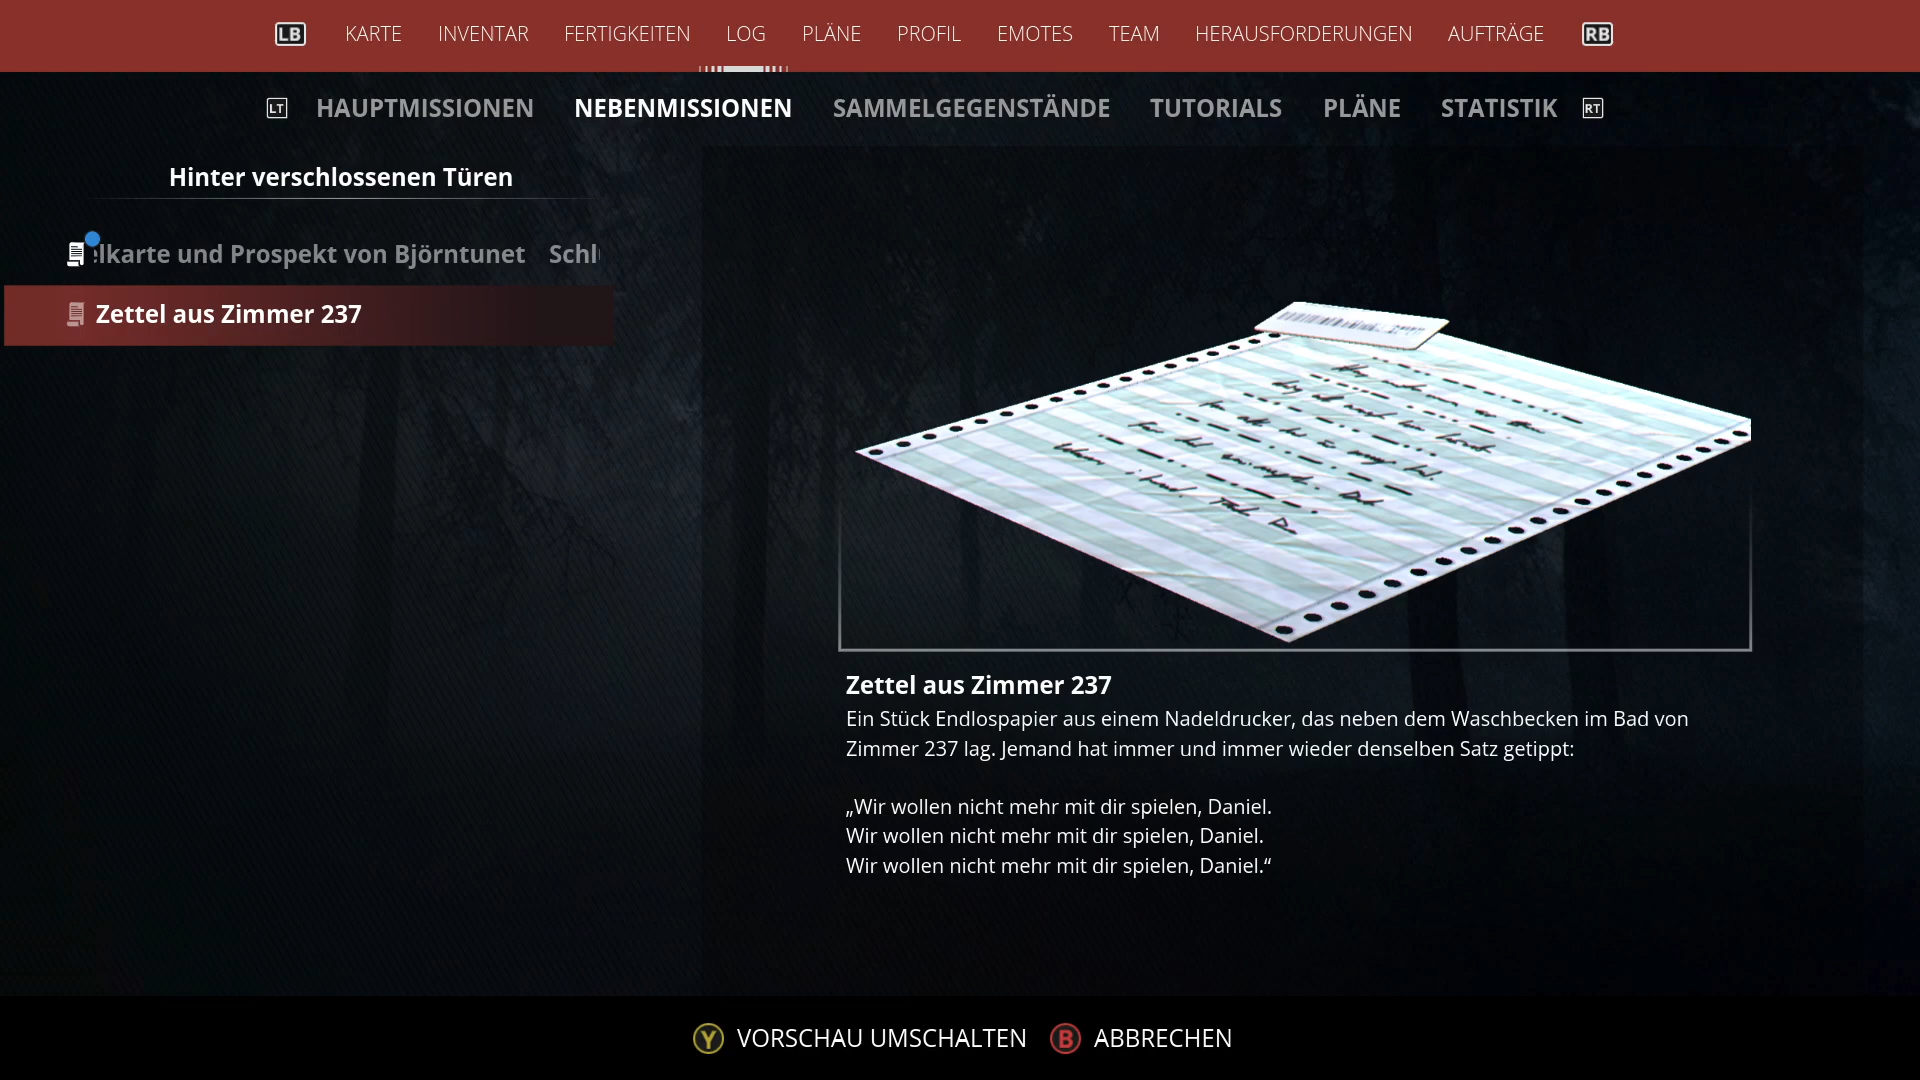 LB KARTE INVENTAR FERTIGKEITEN LOG PLÄNE PROFIL EMOTES TEAM HERAUSFORDERUNGEN AUFTRÄGE RB
LT HAUPTMISSIONEN NEBENMISSIONEN SAMMELGEGENSTÄNDE TUTORIALS PLÄNE STATISTIK RT
Hinter verschlossenen Türen
elkarte und Prospekt von Björntunet Schl
Zettel aus Zimmer 237
Zettel aus Zimmer 237
Ein Stück Endlospapier aus einem Nadeldrucker, das neben dem Waschbecken im Bad von
Zimmer 237 lag. Jemand hat immer und immer wieder denselben Satz getippt:
„Wir wollen nicht mehr mit dir spielen, Daniel.
Wir wollen nicht mehr mit dir spielen, Daniel.
Wir wollen nicht mehr mit dir spielen, Daniel.“
Y VORSCHAU UMSCHALTEN B ABBRECHEN